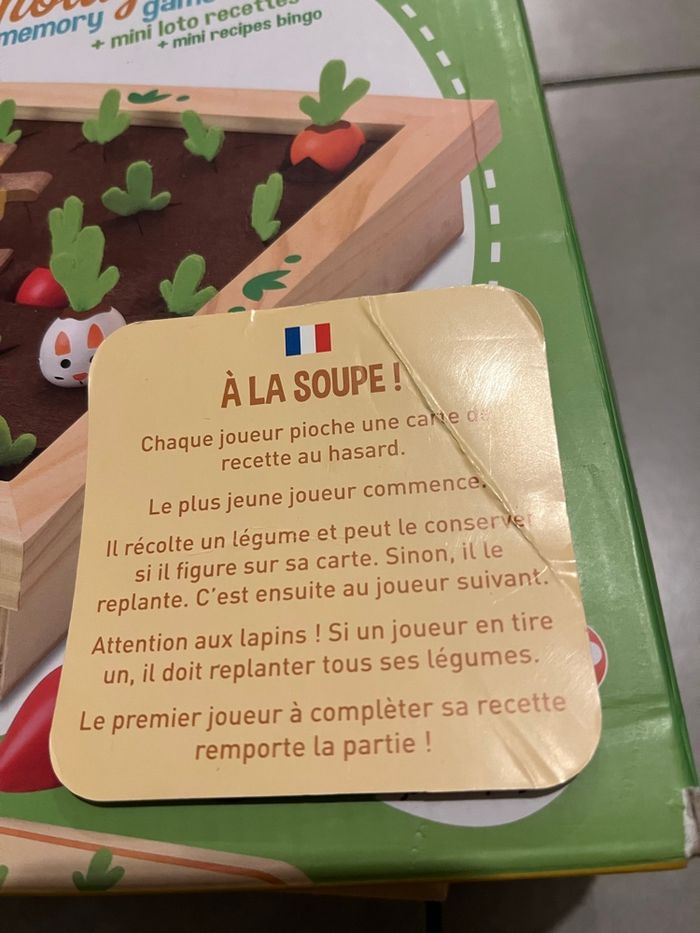 memory game
+ mini loto recettes
+ mini recipes bingo
À LA SOUPE !
Chaque joueur pioche une carte de
recette au hasard.
Le plus jeune joueur commence.
Il récolte un légume et peut le conserver
si il figure sur sa carte. Sinon, il le
replante. C'est ensuite au joueur suivant.
Attention aux lapins ! Si un joueur en tire
un, il doit replanter tous ses légumes.
Le premier joueur à complèter sa recette
remporte la partie !